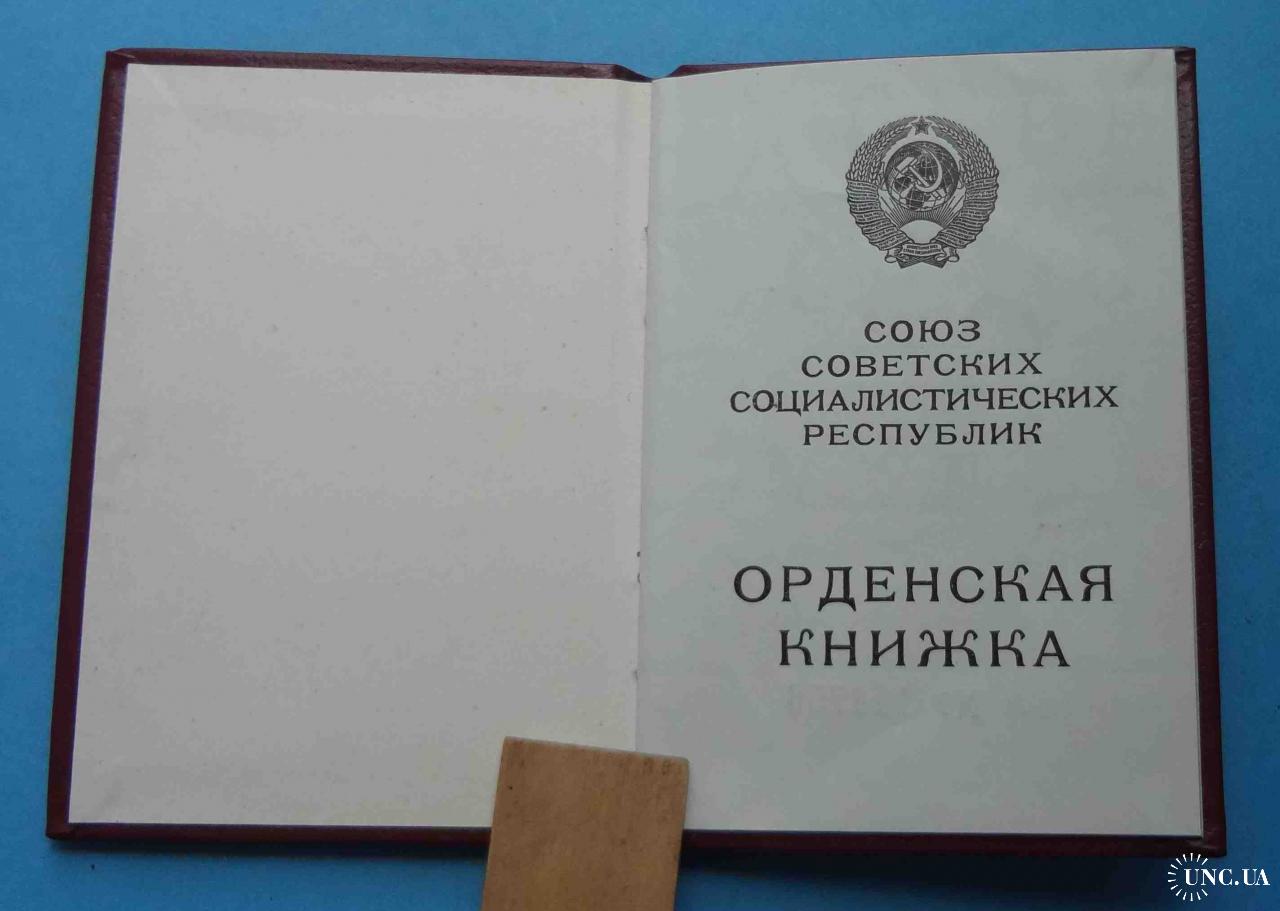 СОЮЗ
СОВЕТСКИХ
СОЦИАЛИСТИЧЕСКИХ
РЕСПУБЛИК
ОРДЕНСКАЯ
КНИЖКА
UNC.UA